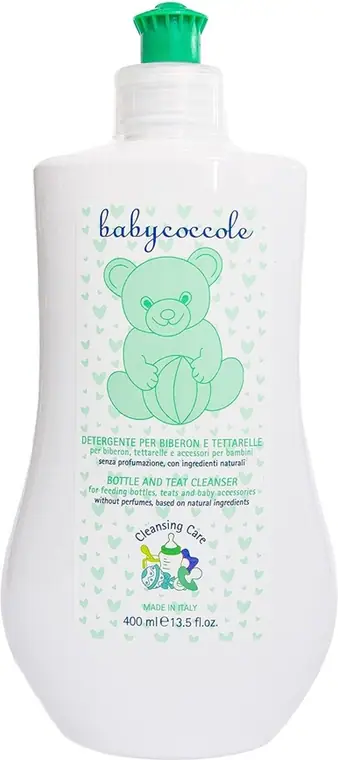 babycoccole
DETERGENTE PER BIBERON E TETTARELLE
per biberon, tettarelle e accessori per bambini
senza profumazione, con ingredienti naturali
BOTTLE AND TEAT CLEANSER
for feeding bottles, teats and baby accessories
without perfumes, based on natural ingredients
Cleansing Care
MADE IN ITALY
400 ml e 13.5 fl.oz.